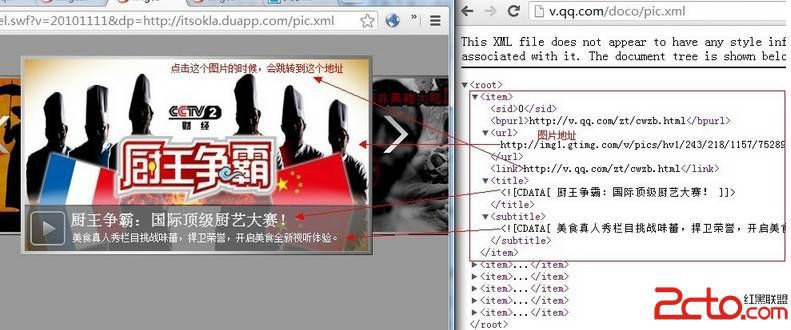 el.swf?v=20101111&dp=http://itsokla.duapp.com/pic.xml
点击这个图片的时候，会跳转到这个地址
CCTV 2
财经
厨王争霸
厨王争霸：国际顶级厨艺大赛！
美食真人秀栏目挑战味蕾，捍卫荣誉，开启美食全新视听体验。
v.qq.com/doco/pic.xml
This XML file does not appear to have any style inf
associated with it. The document tree is shown belo
▼<root>
▼<item>
<sid>0</sid>
<bpurl>http://v.qq.com/zt/cwzb.html</bpurl>
▼<url>
图片地址
http://img1.gtimg.com/v/pics/hv1/243/218/1157/75289
</url>
<link>http://v.qq.com/zt/cwzb.html</link>
▼<title>
<![CDATA[ 厨王争霸：国际顶级厨艺大赛！ ]]>
</title>
▼<subtitle>
<![CDATA[ 美食真人秀栏目挑战味蕾，捍卫荣誉，开启美食
</subtitle>
</item>
▶<item>...</item>
▶<item>...</item>
▶<item>...</item>
▶<item>...</item>
▶<item>...</item>
</root>
2cto.com
红黑联盟